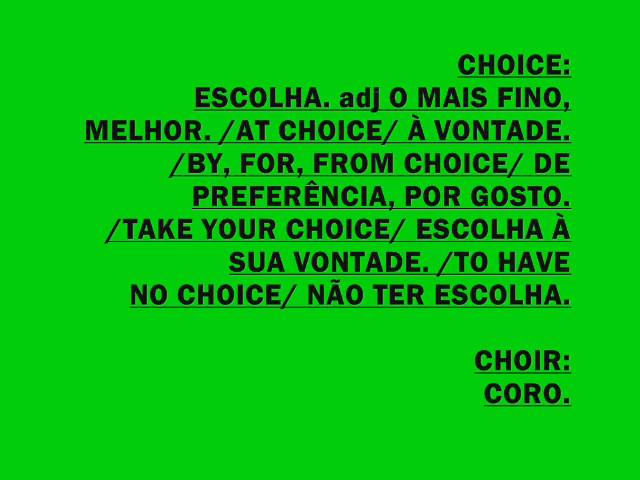 CHOICE:
ESCOLHA. adj O MAIS FINO,
MELHOR. /AT CHOICE/ À VONTADE.
/BY, FOR, FROM CHOICE/ DE
PREFERÊNCIA, POR GOSTO.
/TAKE YOUR CHOICE/ ESCOLHA À
SUA VONTADE. /TO HAVE
NO CHOICE/ NÃO TER ESCOLHA.
CHOIR:
CORO.